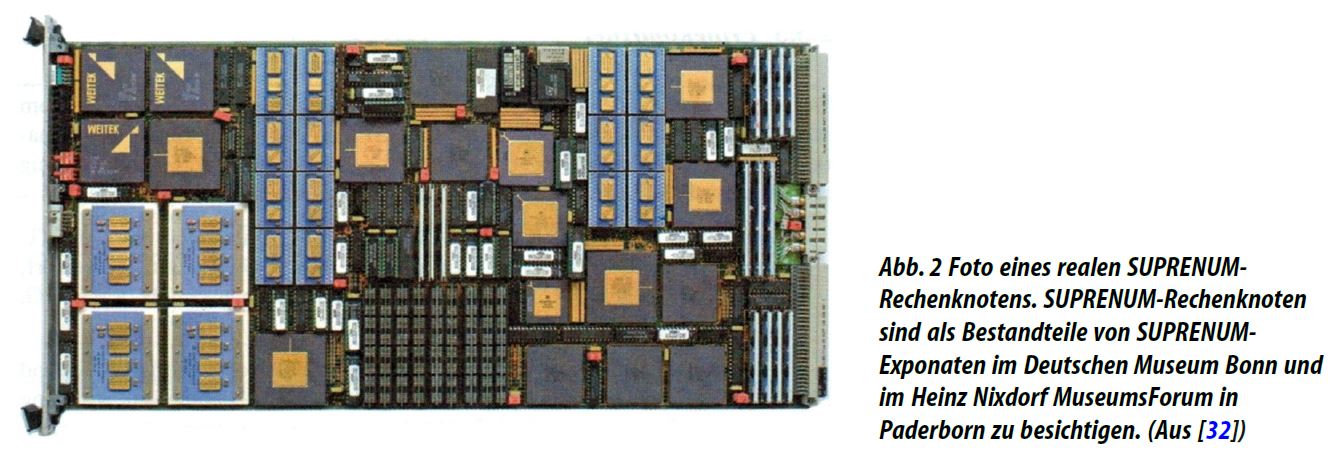 WEITEK
WEITEK
WEITEK
Abb. 2 Foto eines realen SUPRENUM-
Rechenknotens. SUPRENUM-Rechenknoten
sind als Bestandteile von SUPRENUM-
Exponaten im Deutschen Museum Bonn und
im Heinz Nixdorf MuseumsForum in
Paderborn zu besichtigen. (Aus [32])